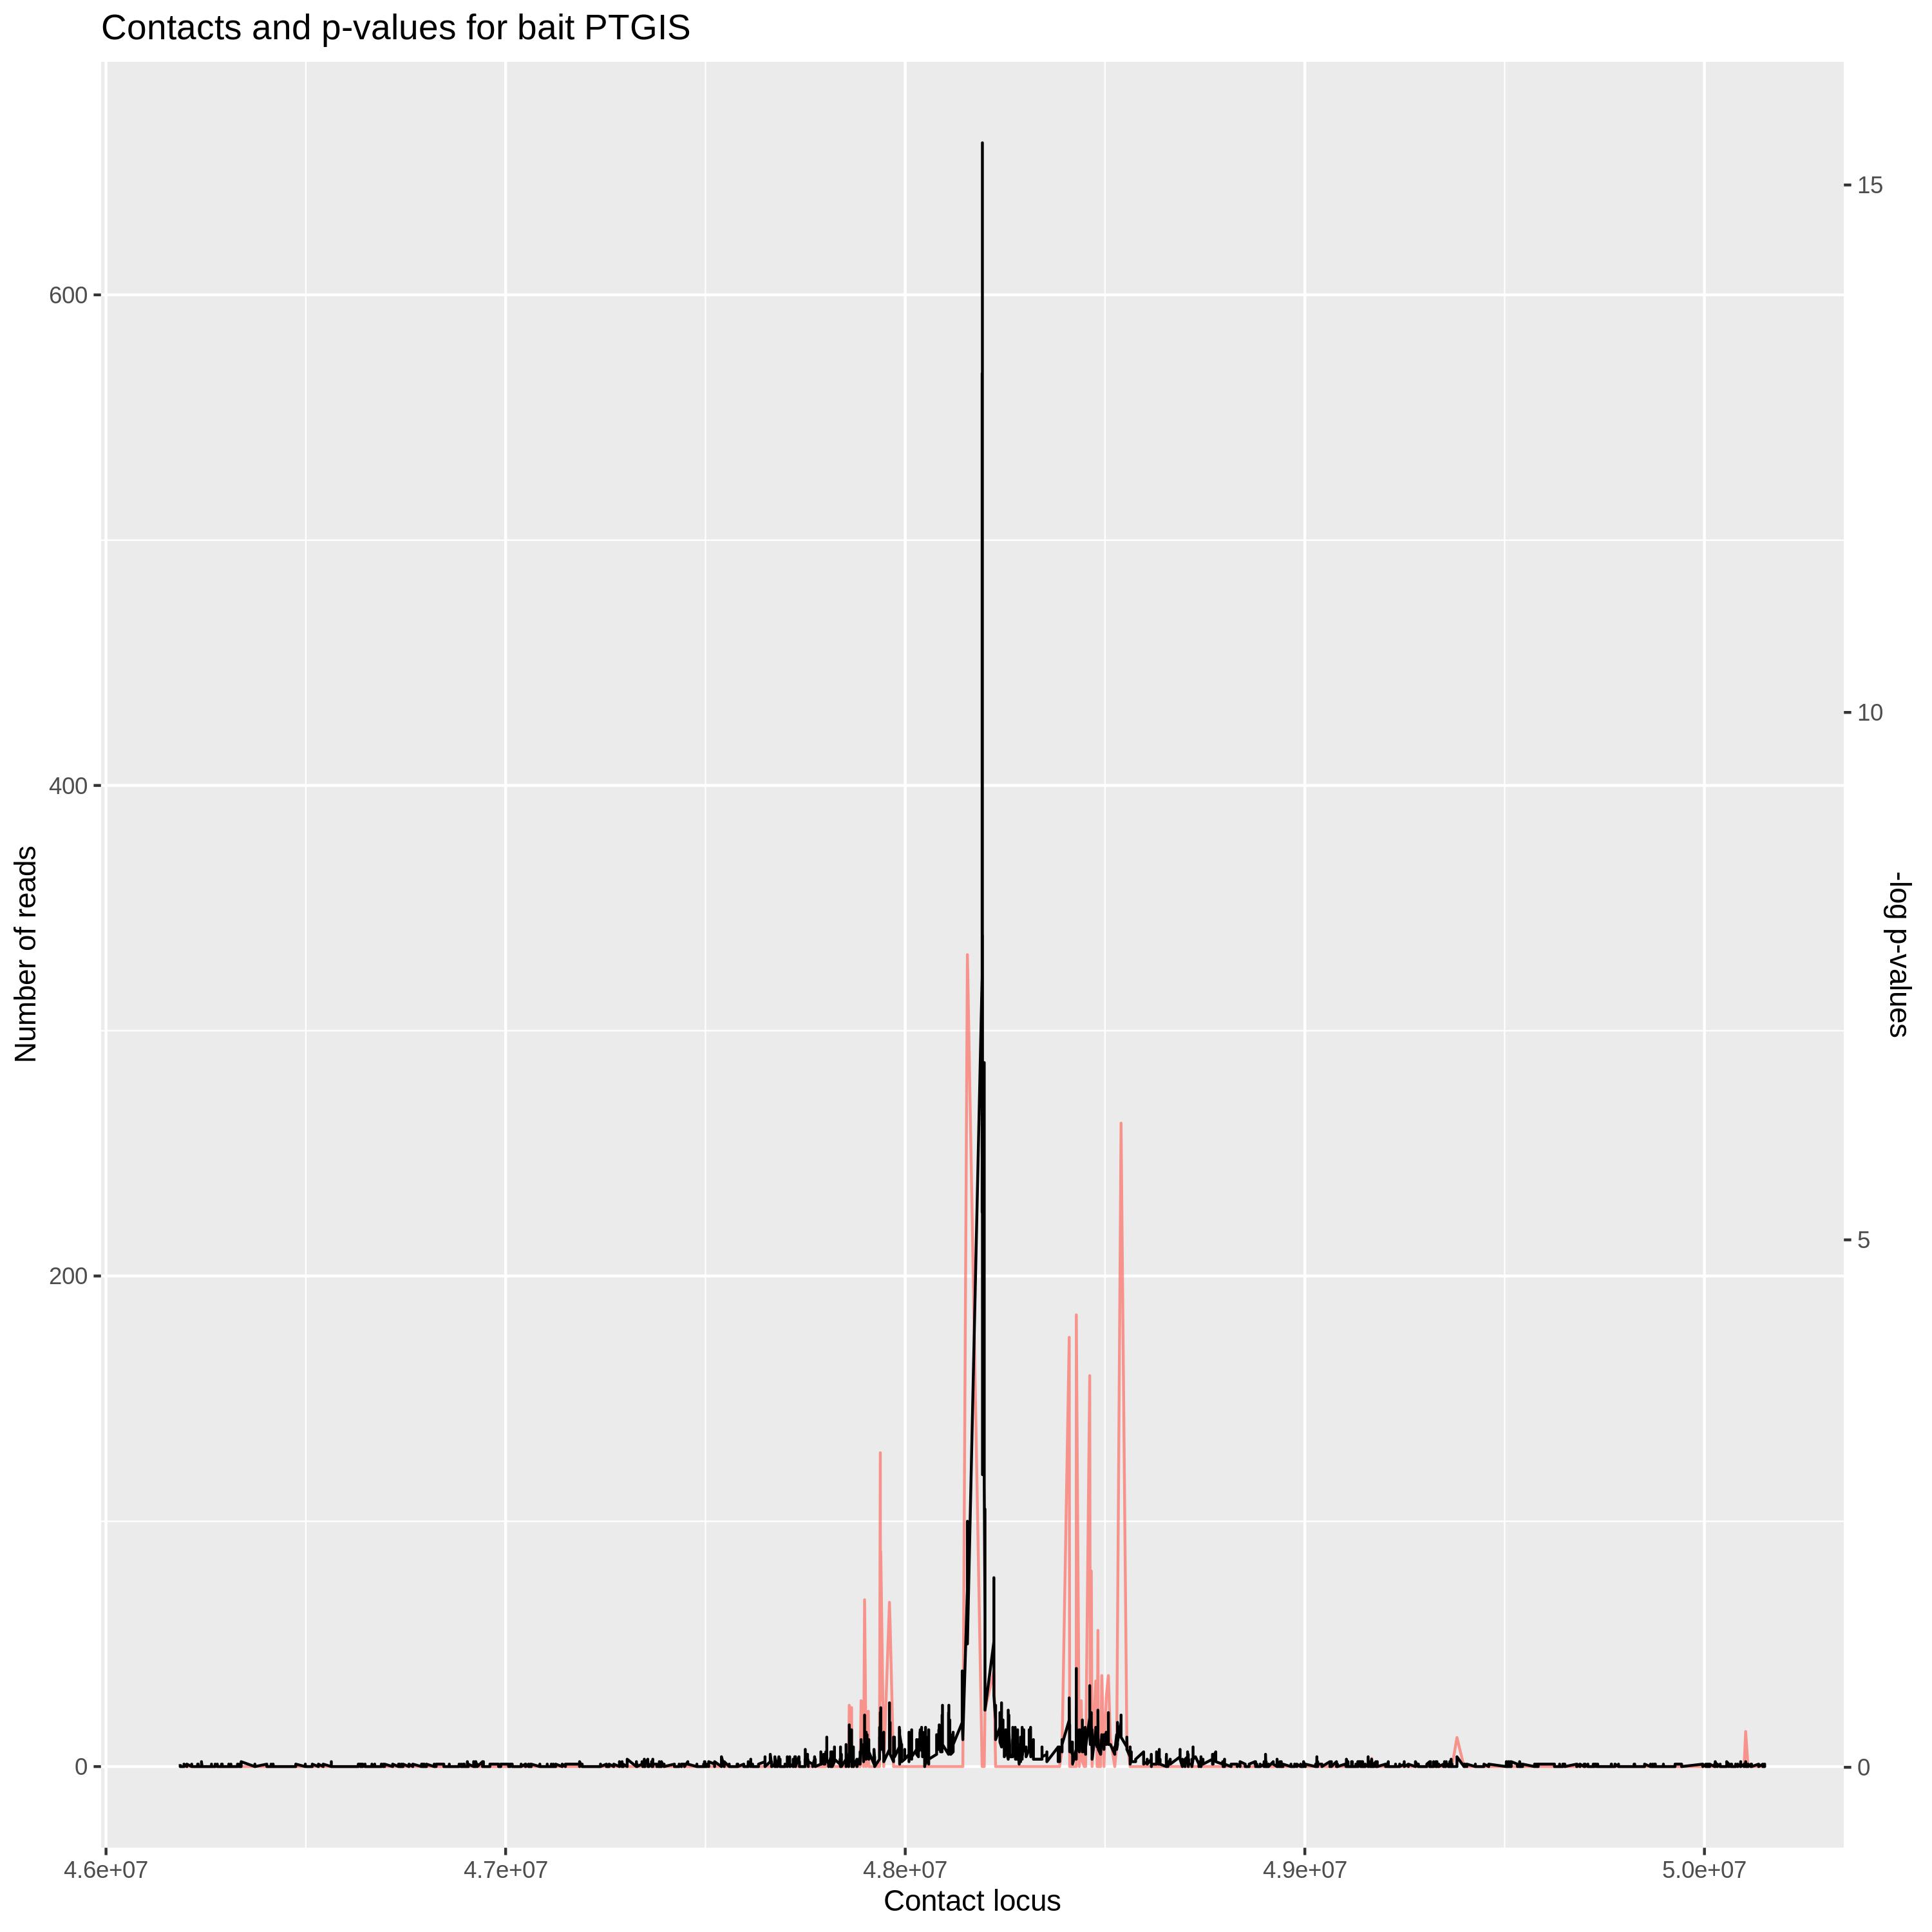 Contacts and p-values for bait PTGIS
Number of reads
600
400
200
0
15
10
5
0
-log p-values
4.6e+07 4.7e+07 4.8e+07 4.9e+07 5.0e+07
Contact locus